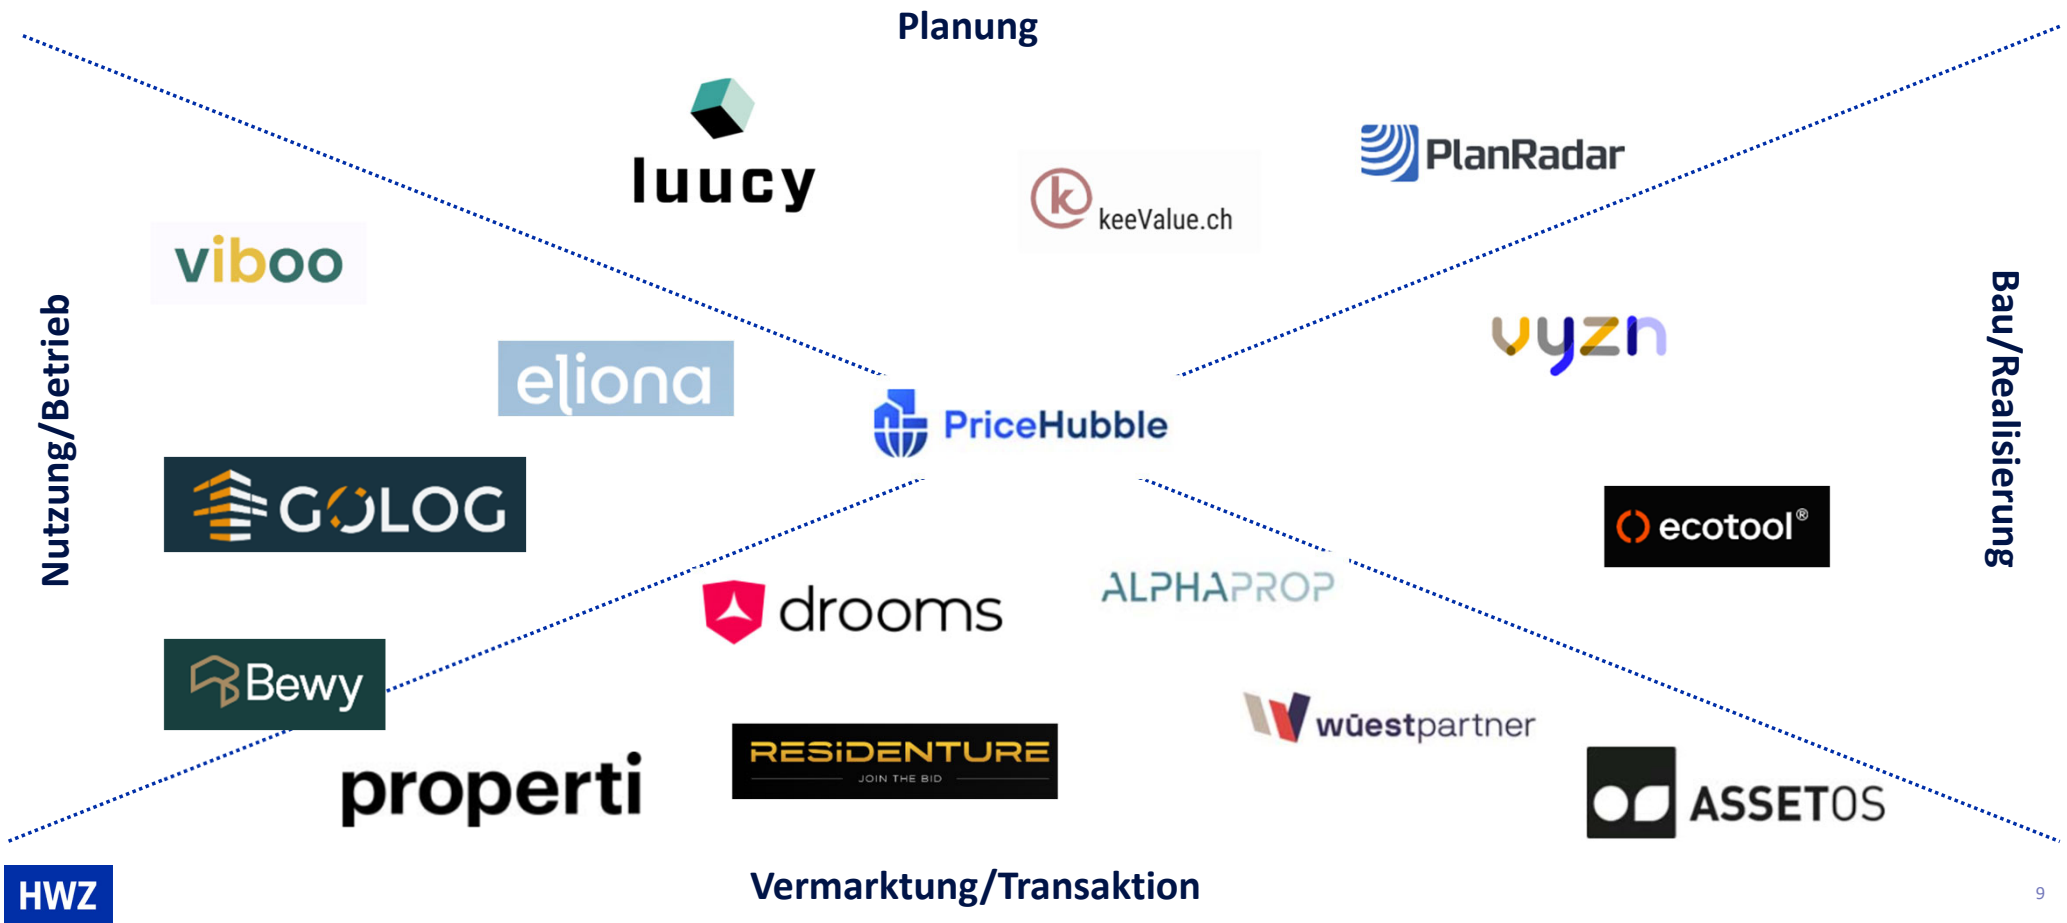 Planung
luucy
keeValue.ch
PlanRadar
viboo
Nutzung/Betrieb
eliona
PriceHubble
vyzn
Bau/Realisierung
GOLOG
ecotool®
drooms
ALPHAPROP
Bewy
properti
RESiDENTURE
JOIN THE BID
wüestpartner
ASSETOS
Vermarktung/Transaktion
HWZ
9